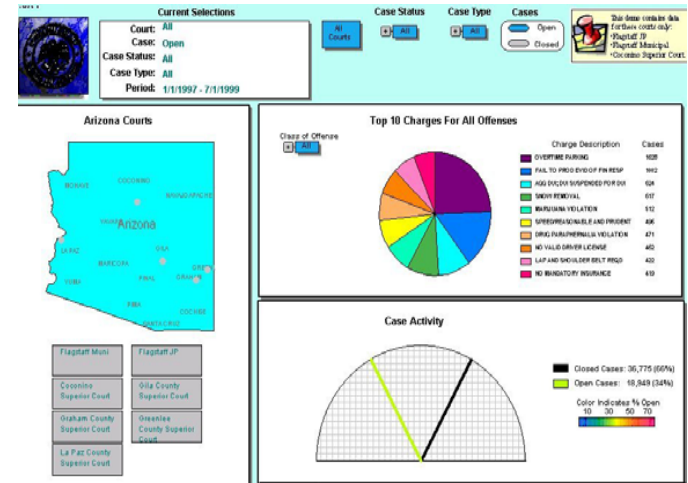 Current Selections
Court: All
Case: Open
Case Status: All
Case Type: All
Period: 1/1/1997 - 7/1/1999
All
Courts
Case Status
All
Case Type
All
Cases
Open
Closed
This demo contains data
for these courts only:
*Flagstaff JP
*Flagstaff Municipal
*Coconino Superior Court
Arizona Courts
MOHAVE
COCONINO
NAVAJO APACHE
Arizona
LA PAZ
GILA
MARICOPA
YUMA
PINAL
GRAHAM
PIMA
COCHISE
SANTA CRUZ
Flagstaff Muni
Flagstaff JP
Coconino
Superior Court
Gila County
Superior Court
Graham County
Superior Court
Greenlee
County Superior
Court
La Paz County
Superior Court
Top 10 Charges For All Offenses
Class of Offense
All
Charge Description Cases
OVERTIME PARKING
FAIL TO PROD EVID OF FIN RESP
AGG DUI;DUI SUSPENDED FOR DUI
SNOW REMOVAL 617
MARIJUANA VIOLATION 512
SPEED/REASONABLE AND PRUDENT
DRUG PARAPHERNALIA VIOLATION 471
NO VALID DRIVER LICENSE
LAP AND SHOULDER BELT REQD
NO MANDATORY INSURANCE 419
Case Activity
Closed Cases: 36,775 (66%)
Open Cases: 18,949 (34%)
Color Indicates % Open
10 30 50 70